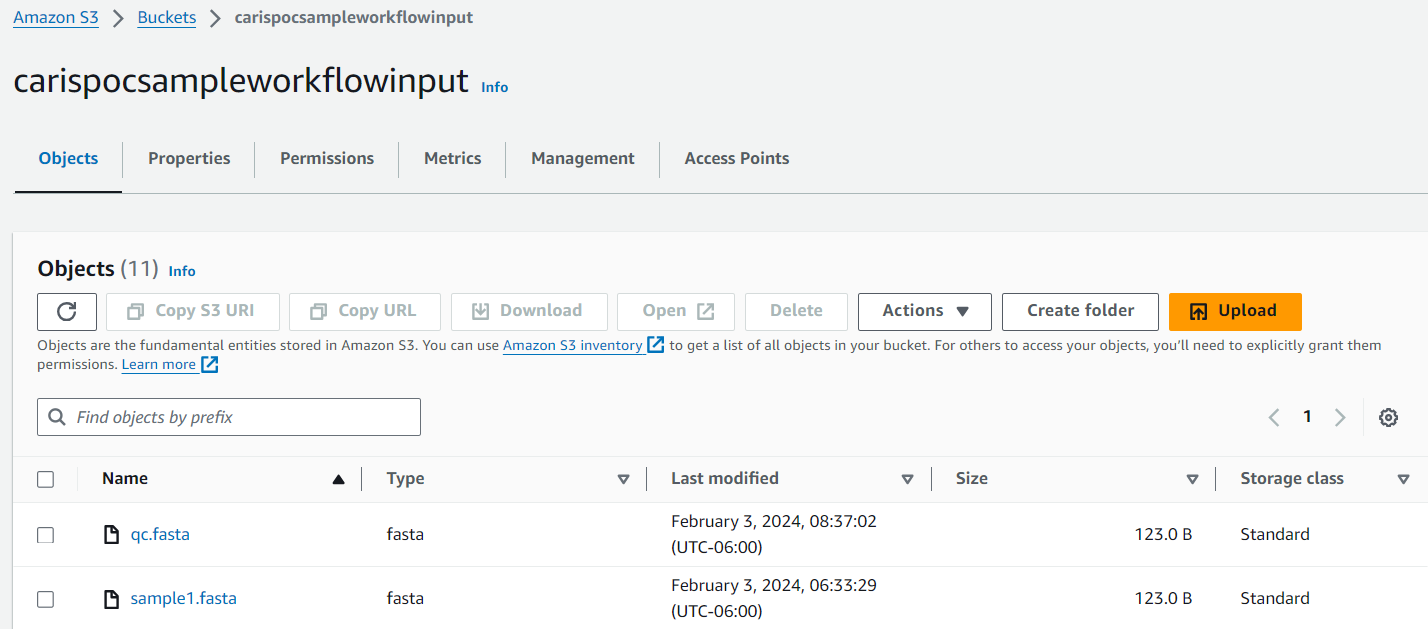 Amazon S3 > Buckets > carispocsampleworkflowinput
carispocsampleworkflowinput Info
Objects Properties Permissions Metrics Management Access Points
Objects (11) Info
Copy S3 URI Copy URL Download Open Delete Actions Create folder Upload
Objects are the fundamental entities stored in Amazon S3. You can use Amazon S3 inventory to get a list of all objects in your bucket. For others to access your objects, you’ll need to explicitly grant them
permissions. Learn more
Find objects by prefix 1
Name Type Last modified Size Storage class
qc.fasta fasta February 3, 2024, 08:37:02 (UTC-06:00) 123.0 B Standard
sample1.fasta fasta February 3, 2024, 06:33:29 (UTC-06:00) 123.0 B Standard